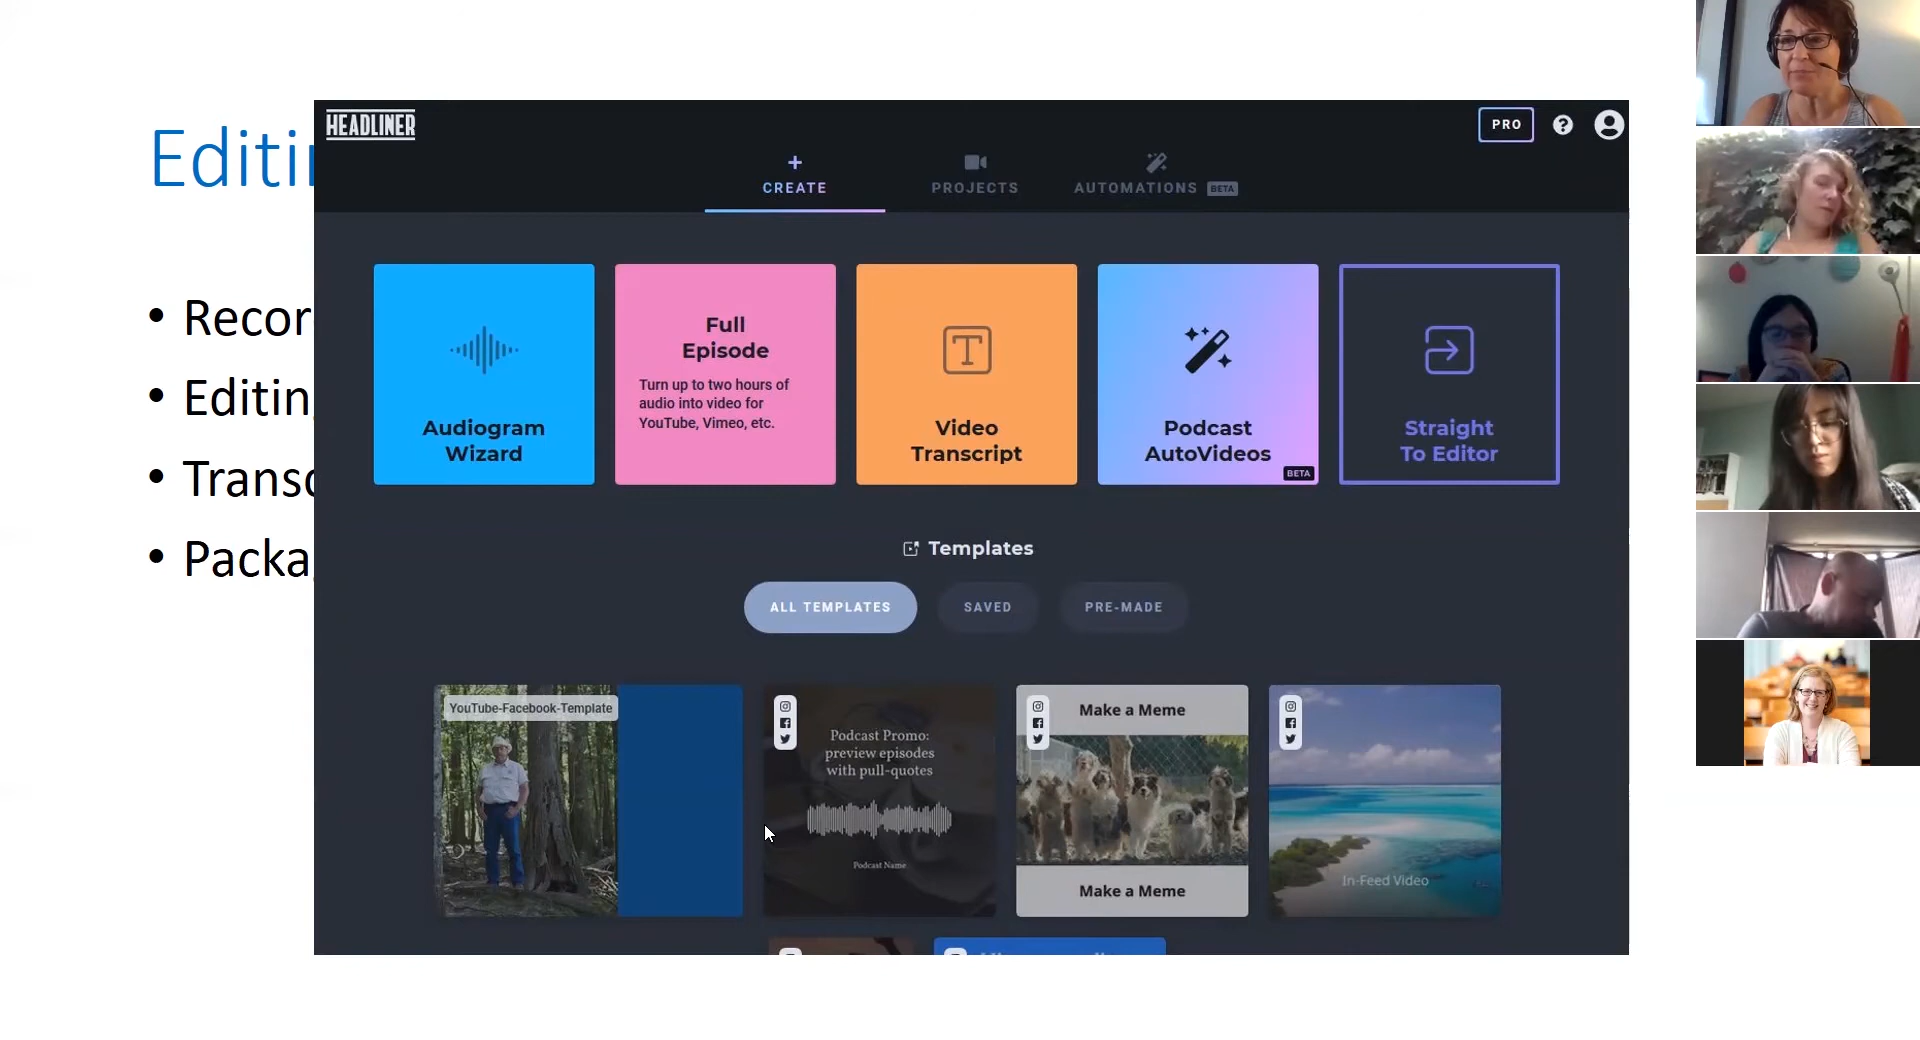 Editin
Recor
Editin
Transc
Packa
HEADLINER
PRO
?
CREATE
PROJECTS
AUTOMATIONS BETA
Audiogram
Wizard
Full
Episode
Turn up to two hours of
audio into video for
YouTube, Vimeo, etc.
T
Video
Transcript
Podcast
AutoVideos
BETA
Straight
To Editor
Templates
ALL TEMPLATES
SAVED
PRE-MADE
YouTube-Facebook-Template
Podcast Promo:
preview episodes
with pull-quotes
Podcast Name
Make a Meme
Make a Meme
In-Feed Video